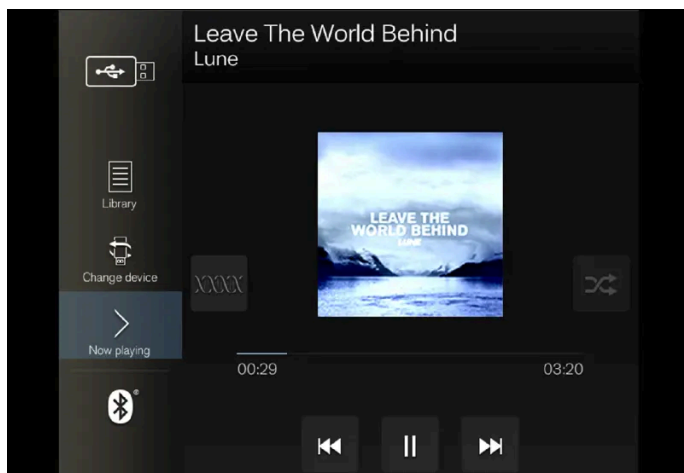 Leave The World Behind
Lune
Library
Change device
Now playing
LEAVE THE
WORLD BEHIND
LUNE
00:29
03:20